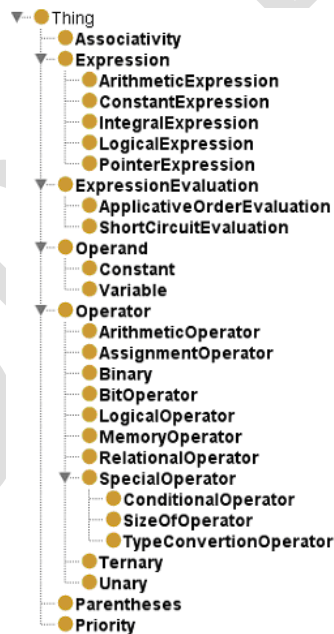 Thing
Associativity
Expression
ArithmeticExpression
ConstantExpression
IntegralExpression
LogicalExpression
PointerExpression
ExpressionEvaluation
ApplicativeOrderEvaluation
ShortCircuitEvaluation
Operand
Constant
Variable
Operator
ArithmeticOperator
AssignmentOperator
Binary
BitOperator
LogicalOperator
MemoryOperator
RelationalOperator
SpecialOperator
ConditionalOperator
SizeOfOperator
TypeConvertionOperator
Ternary
Unary
Parentheses
Priority